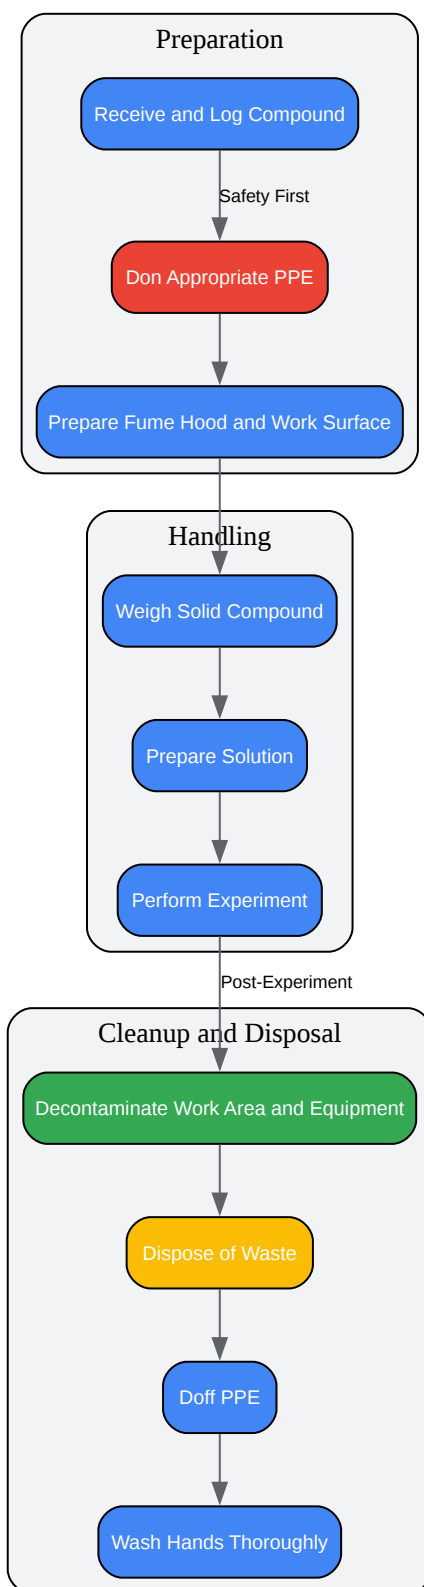 Preparation
Receive and Log Compound
Safety First
Don Appropriate PPE
Prepare Fume Hood and Work Surface
Handling
Weigh Solid Compound
Prepare Solution
Perform Experiment
Post-Experiment
Cleanup and Disposal
Decontaminate Work Area and Equipment
Dispose of Waste
Doff PPE
Wash Hands Thoroughly